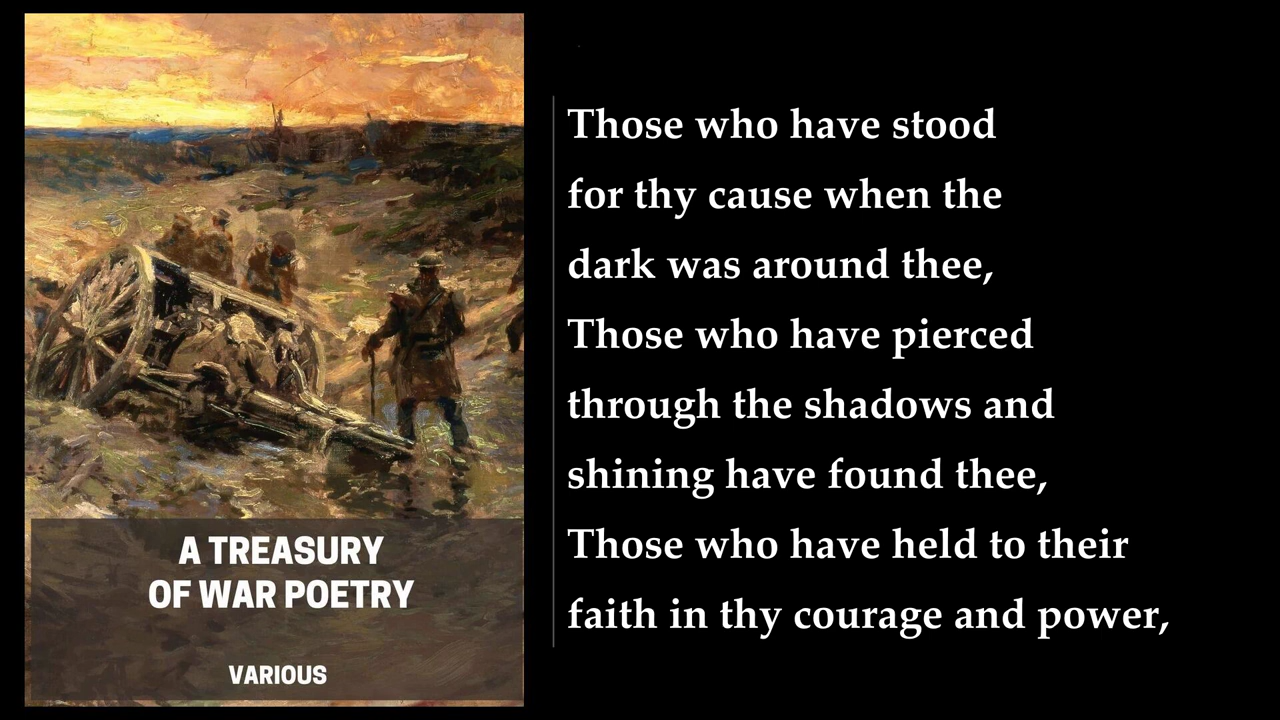 A TREASURY
OF WAR POETRY
VARIOUS
Those who have stood
for thy cause when the
dark was around thee,
Those who have pierced
through the shadows and
shining have found thee,
Those who have held to their
faith in thy courage and power,